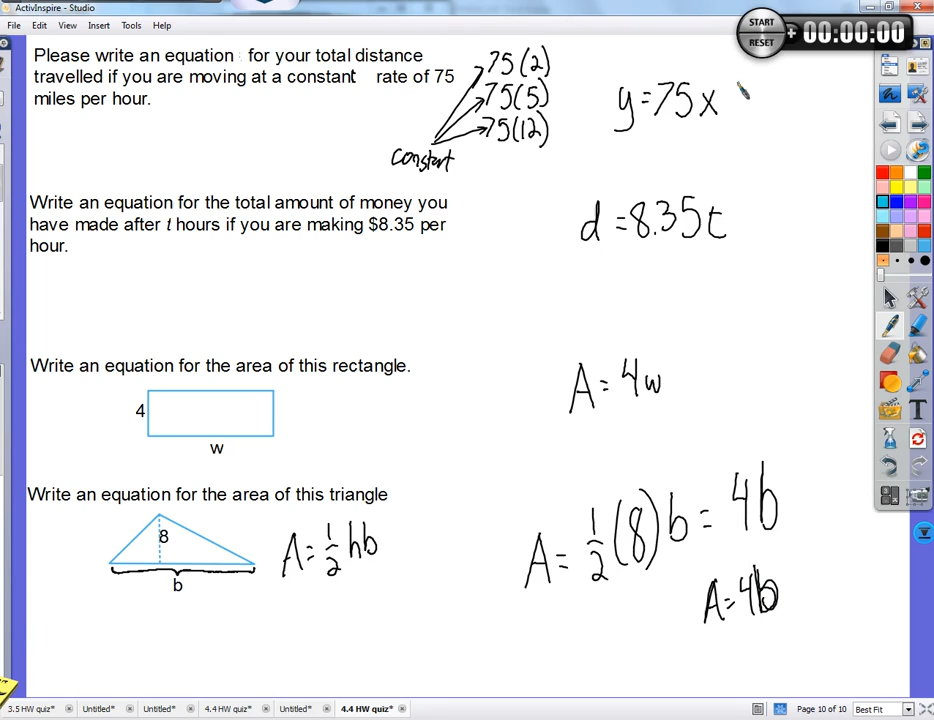 ActivInspire - Studio
File Edit View Insert Tools Help
START
RESET
00:00:00
Please write an equation for your total distance
travelled if you are moving at a constant rate of 75
miles per hour.
75(2)
75(5)
75(12)
constant
y=75x
Write an equation for the total amount of money you
have made after t hours if you are making $8.35 per
hour.
d=8.35t
Write an equation for the area of this rectangle.
4
w
A=4w
Write an equation for the area of this triangle
8
b
A=1/2hb
A=1/2(8)b=4b
A=4b
3.5 HW quiz* Untitled* Untitled* 4.4 HW quiz* Untitled* 4.4 HW quiz* Page 10 of 10 Best Fit